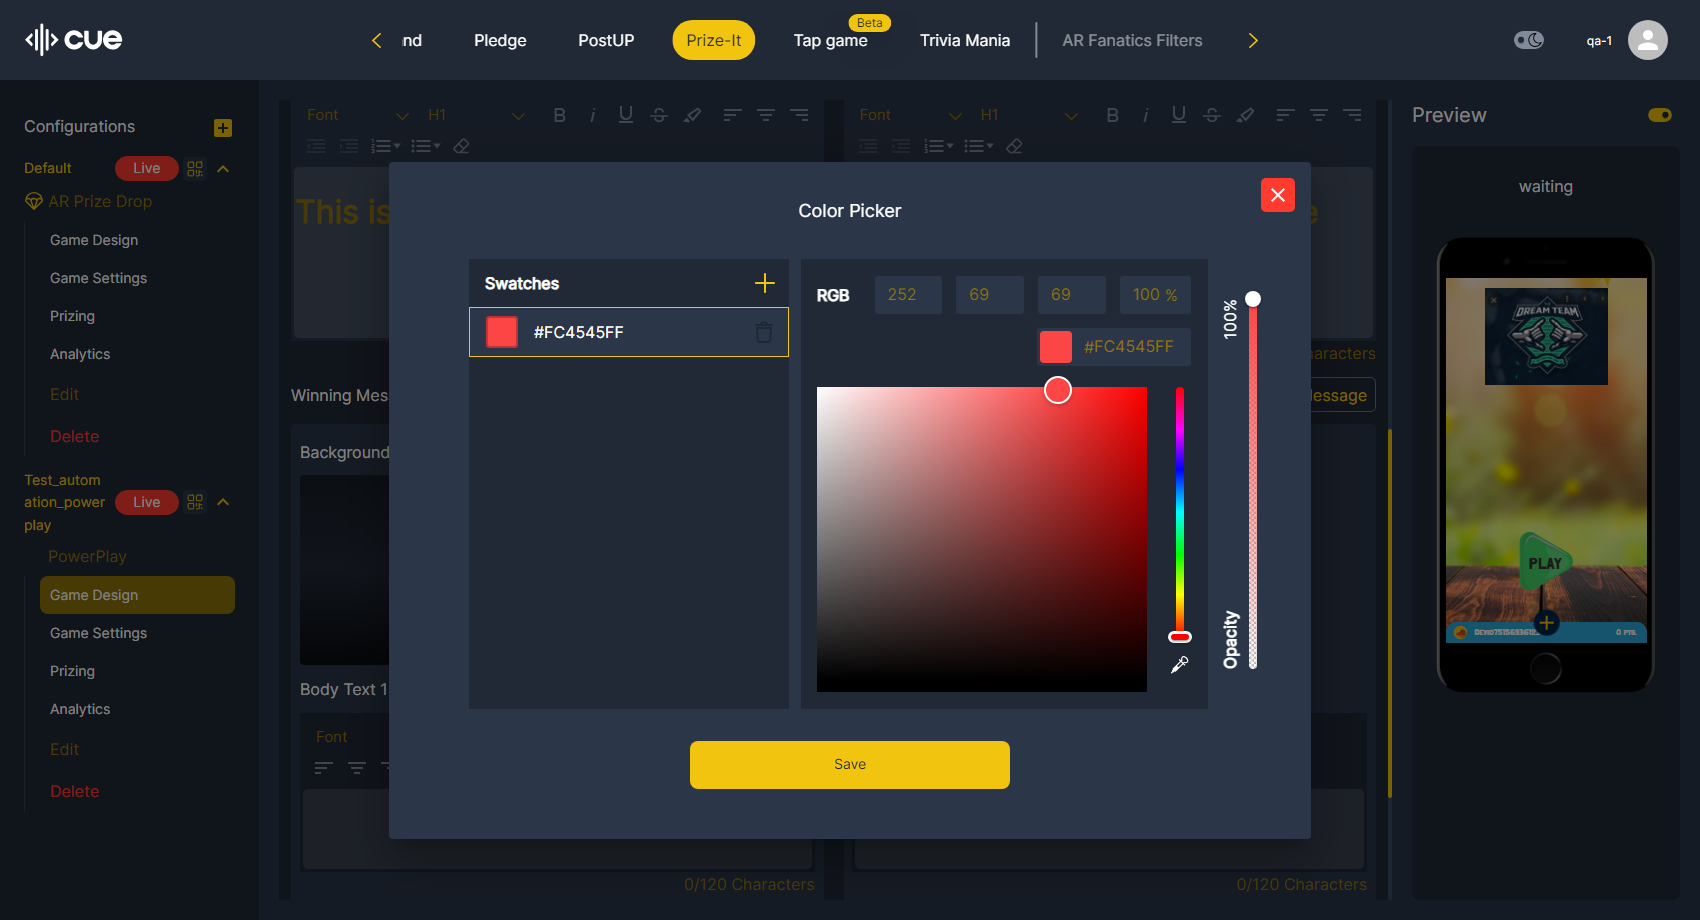 cue
nd
Pledge
PostUP
Prize-It
Beta
Tap game
Trivia Mania
AR Fanatics Filters
qa-1
Configurations
Default
Live
AR Prize Drop
Game Design
Game Settings
Prizing
Analytics
Edit
Delete
Test_autom
ation_power
play
Live
PowerPlay
Game Design
Game Settings
Prizing
Analytics
Edit
Delete
Font
H1
B
i
U
S
Font
H1
B
i
U
S
This is
e
haracters
Winning Mes
essage
Background
Body Text 1
Font
0/120 Characters
0/120 Characters
Color Picker
Swatches
#FC4545FF
RGB
252
69
69
100 %
#FC4545FF
100%
Opacity
Save
Preview
waiting
DREAM TEAM
PLAY
0 PTS.